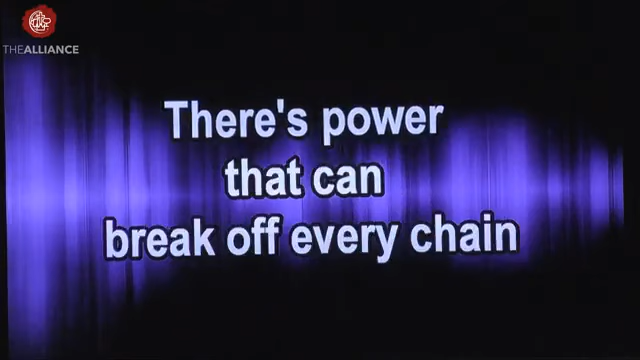 THEALLIANCE
There's power
that can
break off every chain